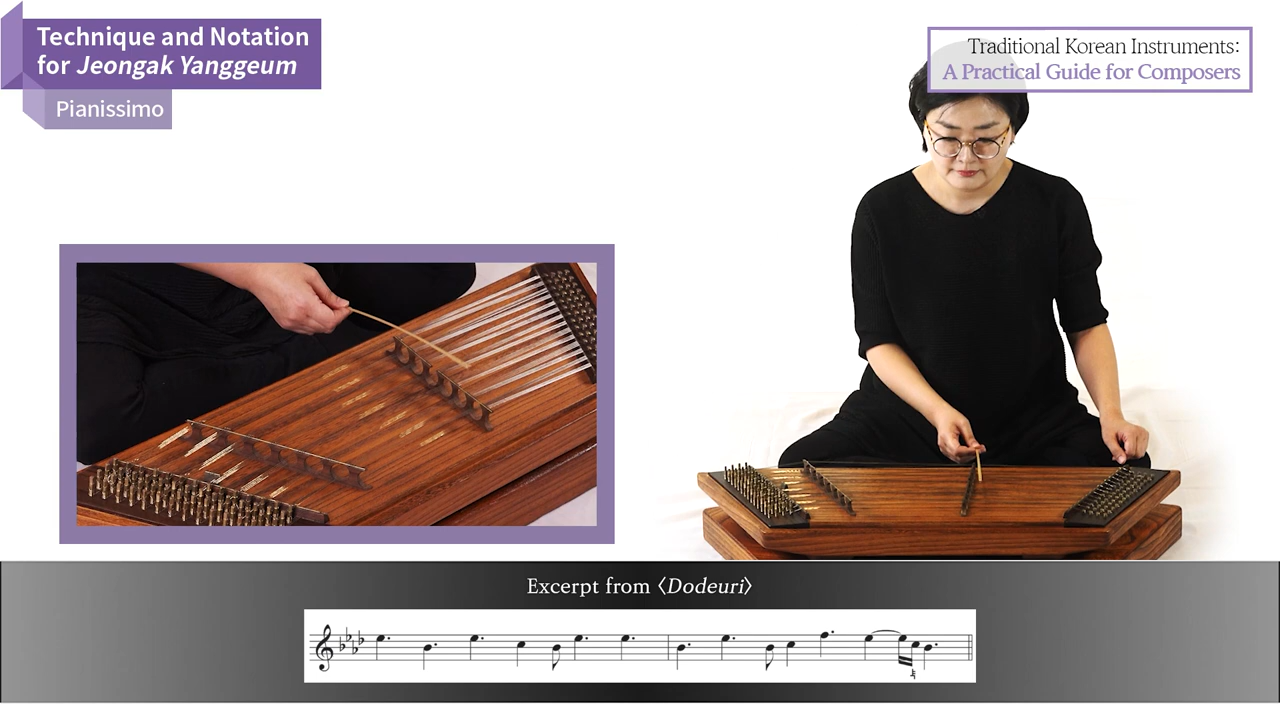 Technique and Notation
for Jeongak Yanggeum
Pianissimo
Traditional Korean Instruments:
A Practical Guide for Composers
Excerpt from 〈Dodeuri〉